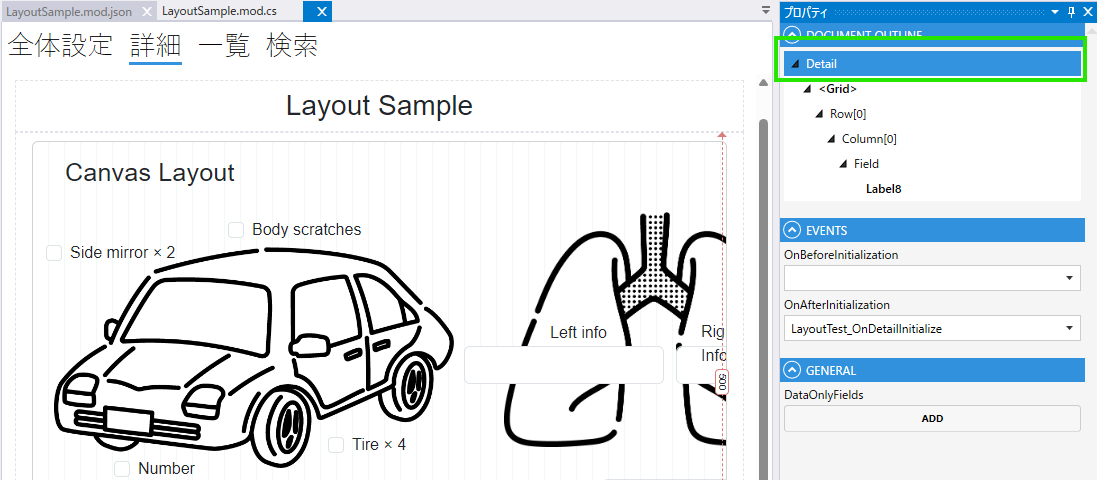 LayoutSample.mod.json
LayoutSample.mod.cs
全体設定 詳細 一覧 検索
Layout Sample
Canvas Layout
Body scratches
Side mirror × 2
Left info
Rig
Info
500
Tire × 4
Number
プロパティ
DOCUMENT OUTLINE
Detail
<Grid>
Row[0]
Column[0]
Field
Label8
EVENTS
OnBeforeInitialization
OnAfterInitialization
LayoutTest_OnDetailInitialize
GENERAL
DataOnlyFields
ADD